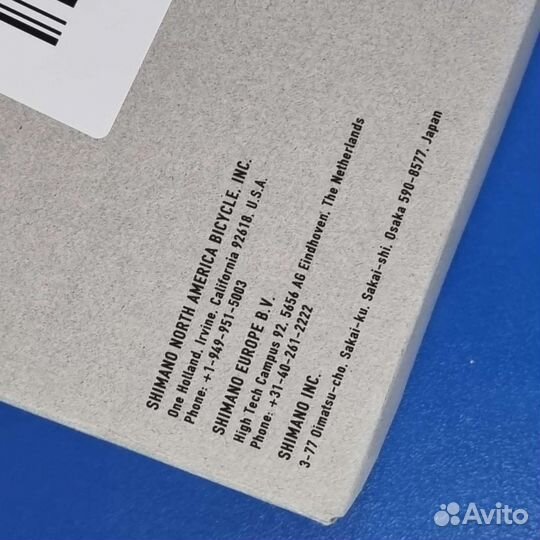 SHIMANO NORTH AMERICA BICYCLE, INC.
One Holland, Irvine, California 92618, U.S.A.
Phone: +1-949-951-5003
SHIMANO EUROPE B.V.
High Tech Campus 92, 5656 AG Eindhoven, The Netherlands
Phone: +31-40-261-2222
SHIMANO INC.
3-77 Oimatsu-cho, Sakai-ku, Sakai-shi, Osaka 590-8577, Japan
Avito